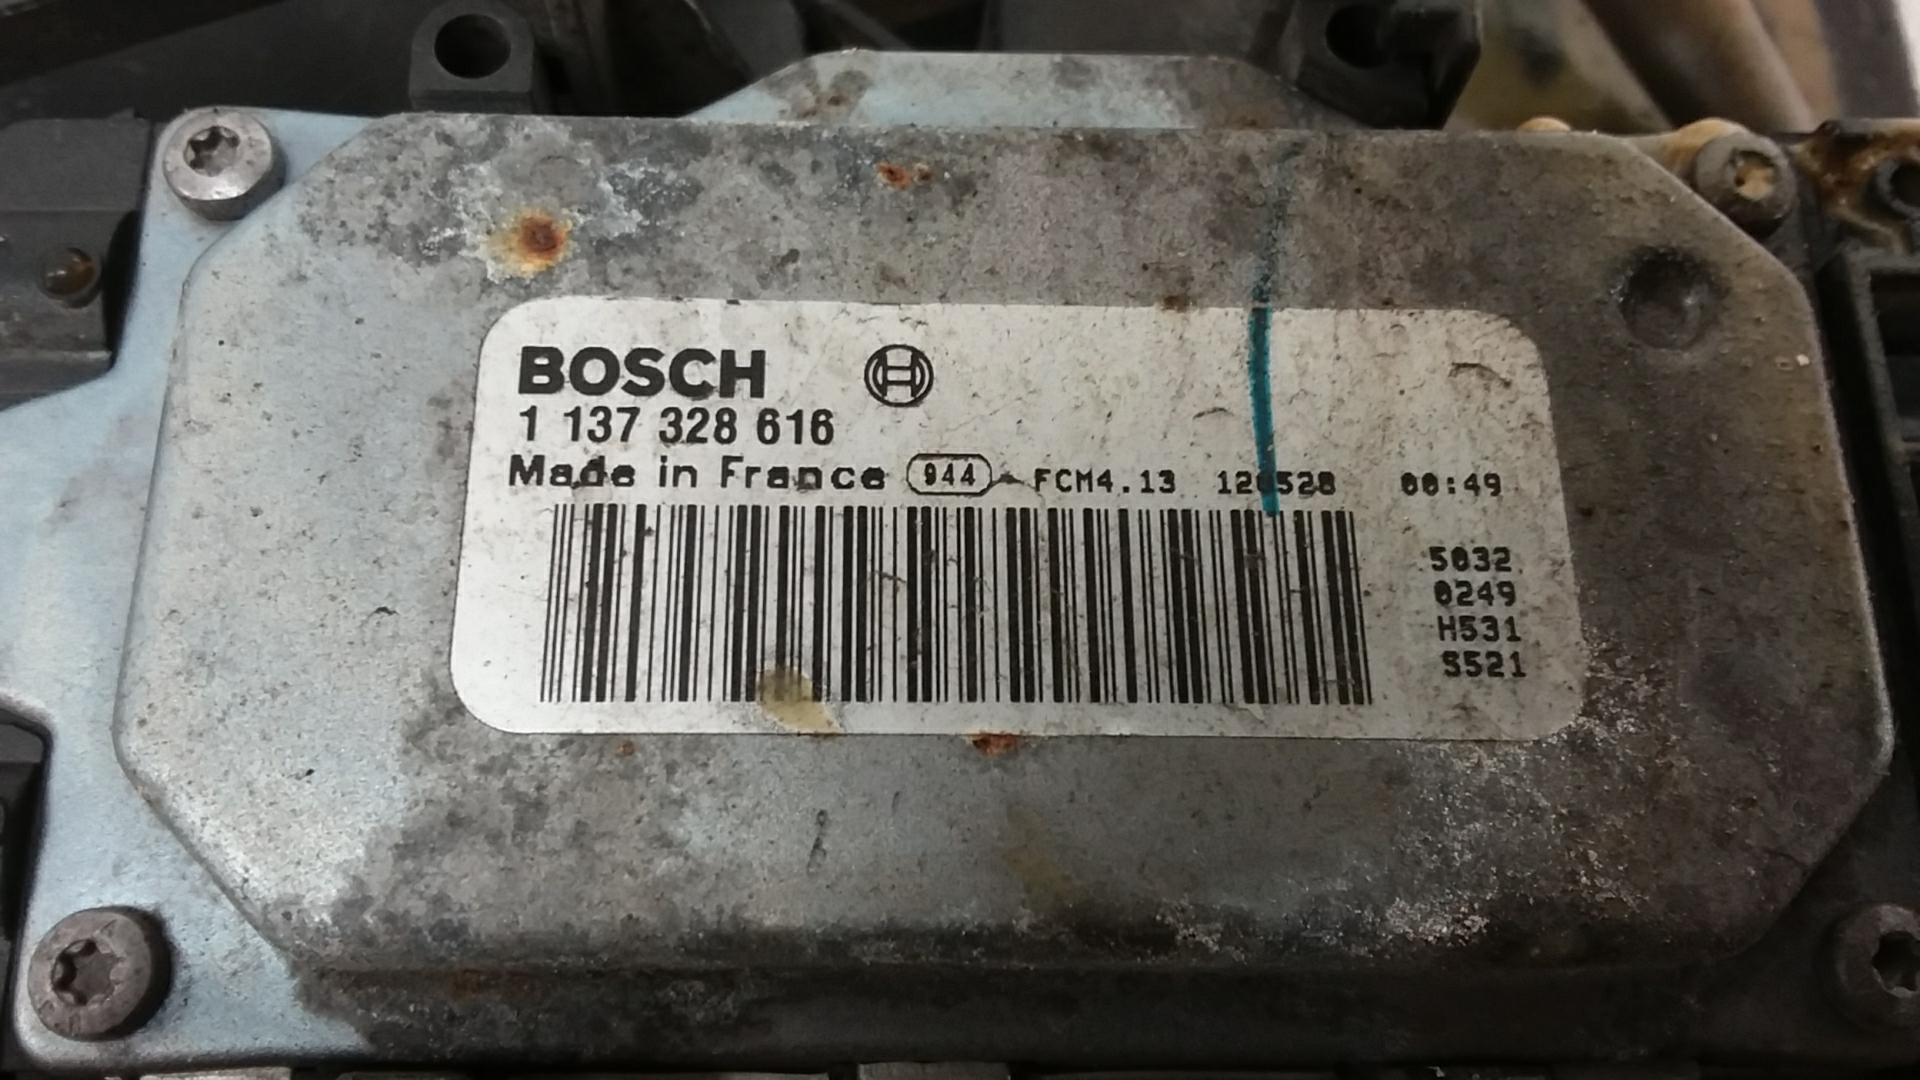 BOSCH
1 137 328 616
Made in France 944 FCM4.13 120528 00:49
5032
0249
H531
S521